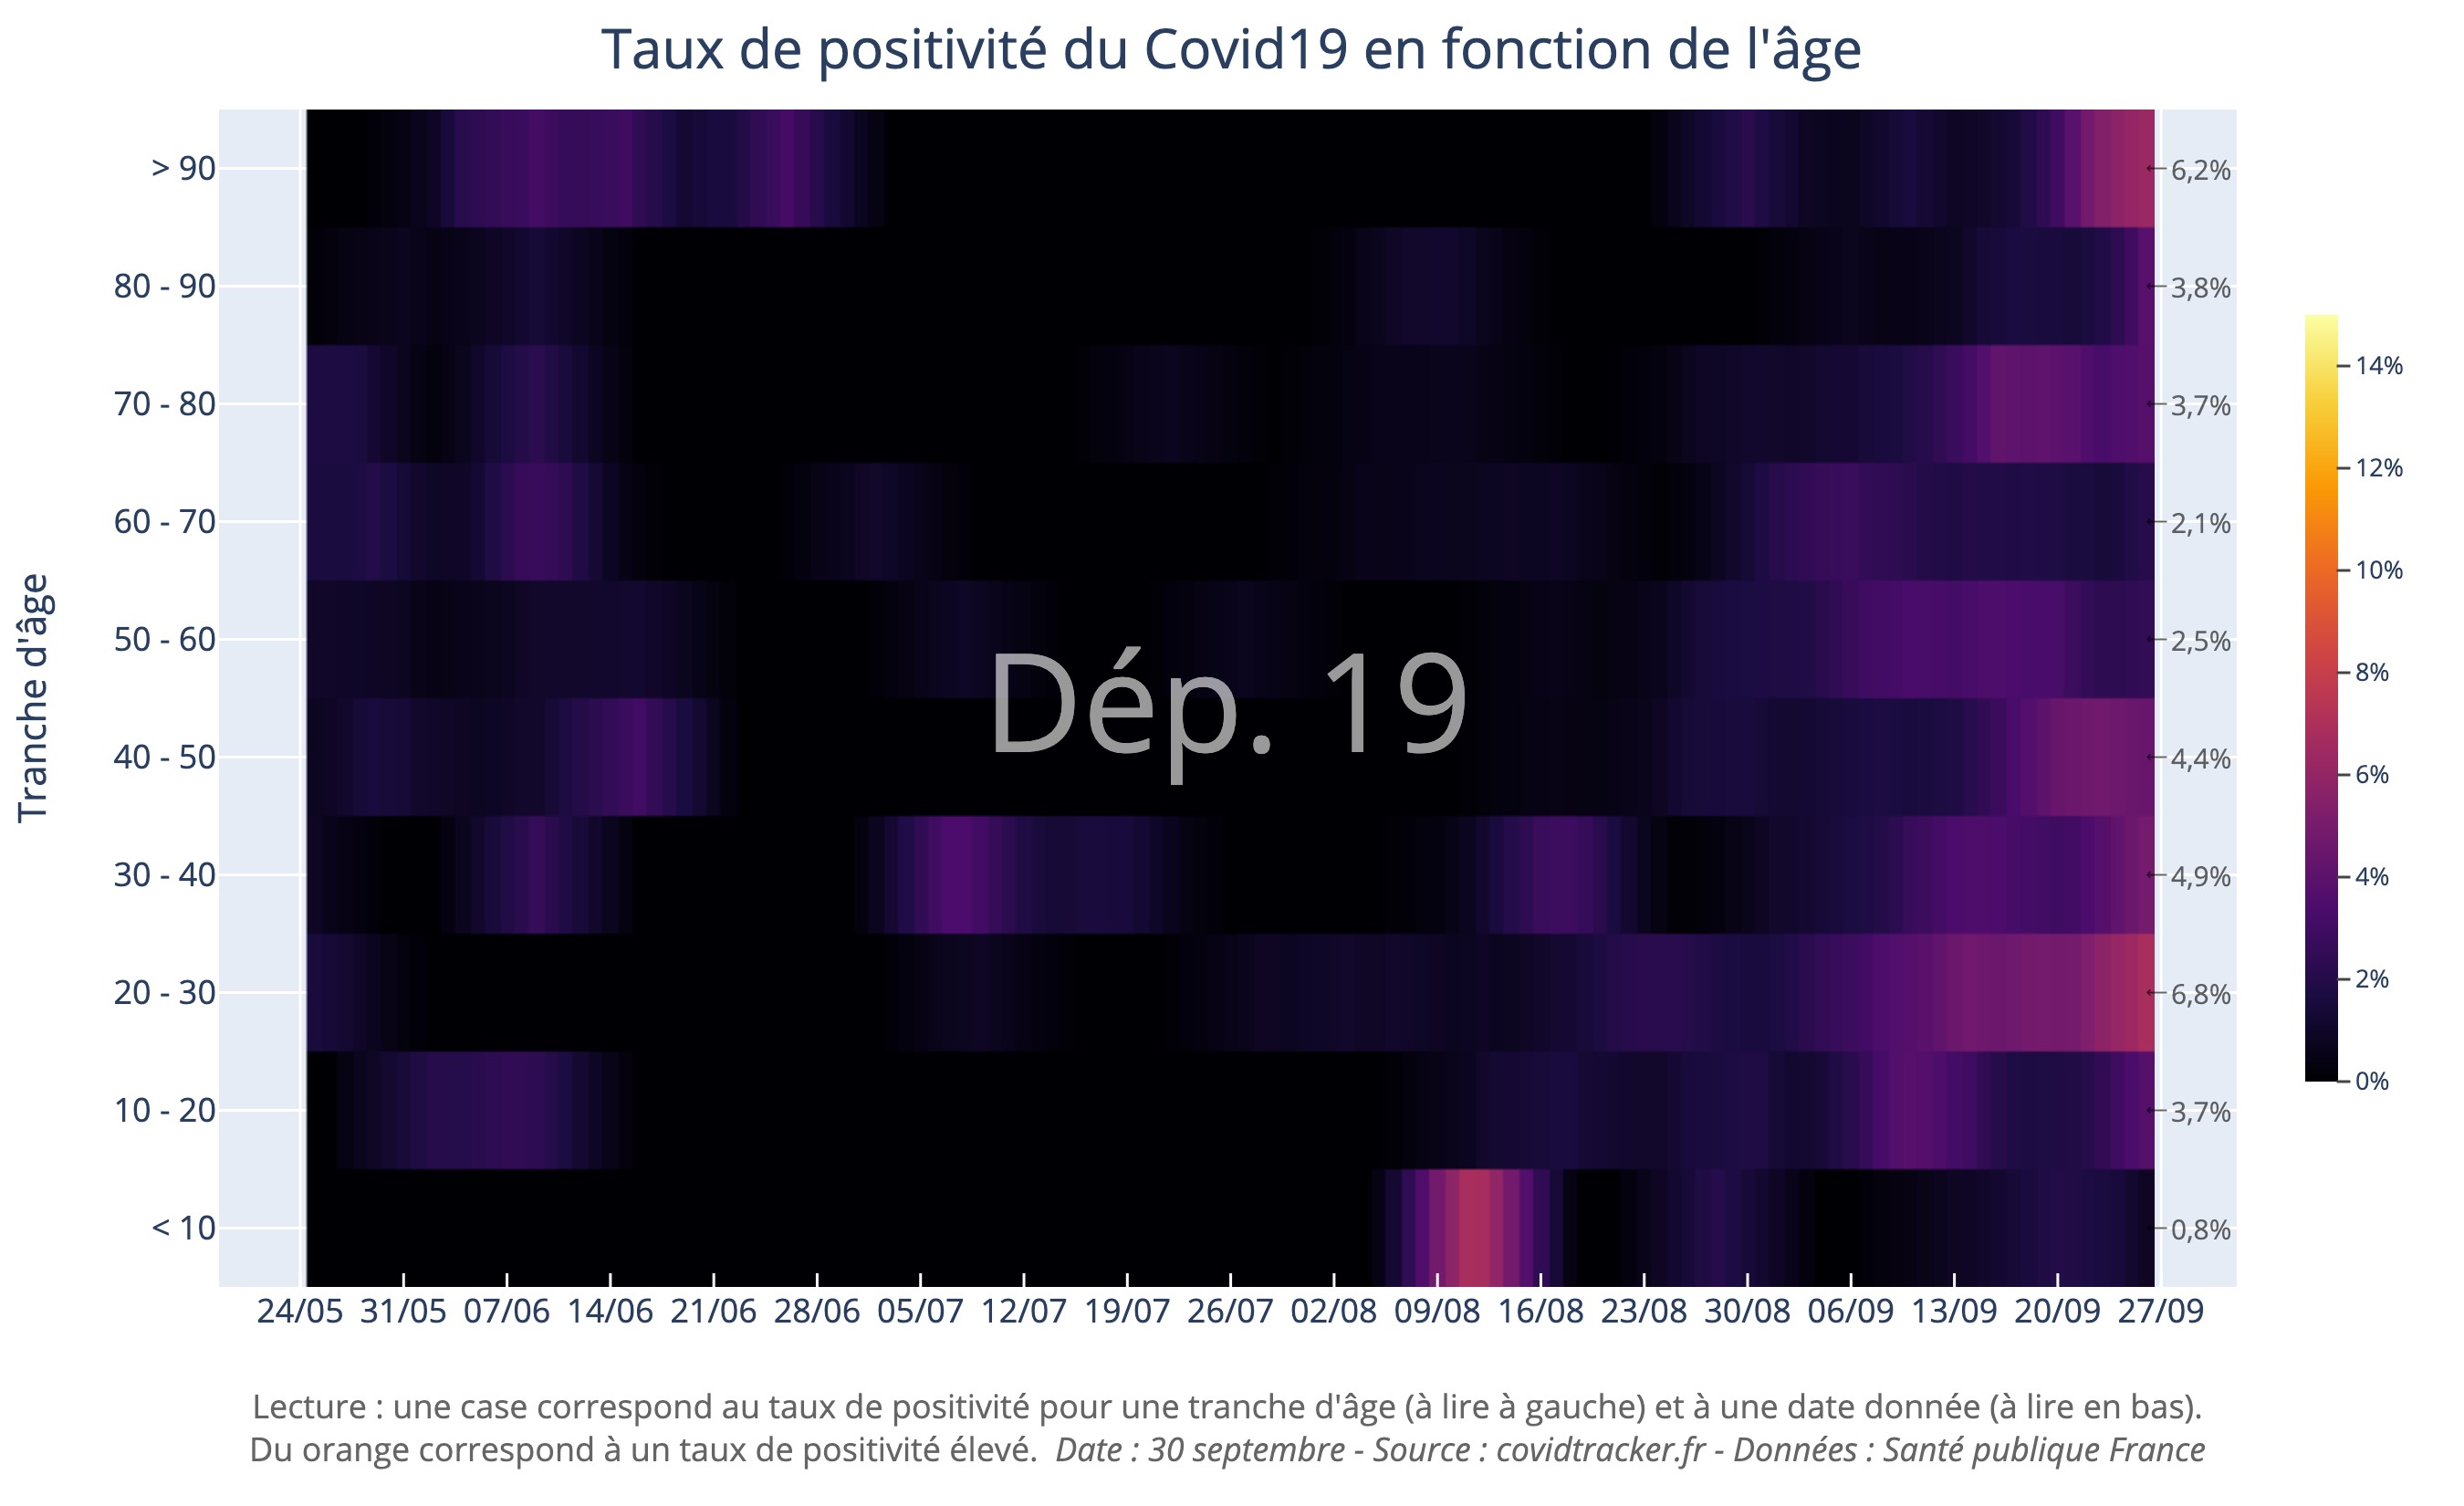 Taux de positivité du Covid19 en fonction de l'âge
Tranche d'âge
> 90
80 - 90
70 - 80
60 - 70
50 - 60
40 - 50
30 - 40
20 - 30
10 - 20
< 10
Dép. 19
6,2%
3,8%
3,7%
2,1%
2,5%
4,4%
4,9%
6,8%
3,7%
0,8%
14%
12%
10%
8%
6%
4%
2%
0%
24/05 31/05 07/06 14/06 21/06 28/06 05/07 12/07 19/07 26/07 02/08 09/08 16/08 23/08 30/08 06/09 13/09 20/09 27/09
Lecture : une case correspond au taux de positivité pour une tranche d'âge (à lire à gauche) et à une date donnée (à lire en bas).
Du orange correspond à un taux de positivité élevé. Date : 30 septembre - Source : covidtracker.fr - Données : Santé publique France